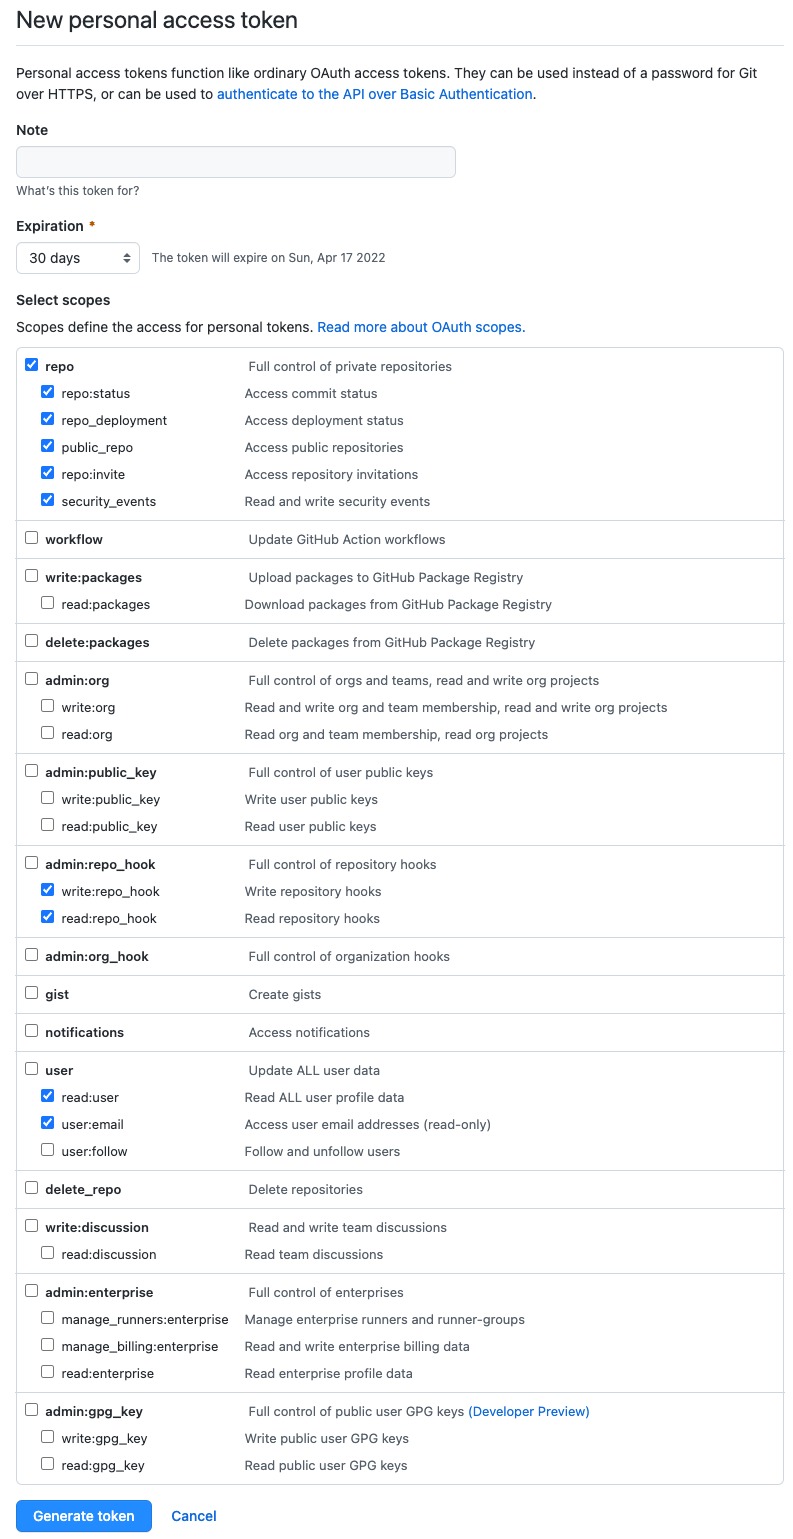 New personal access token
Personal access tokens function like ordinary OAuth access tokens. They can be used instead of a password for Git
over HTTPS, or can be used to authenticate to the API over Basic Authentication.
Note
What's this token for?
Expiration *
30 days The token will expire on Sun, Apr 17 2022
Select scopes
Scopes define the access for personal tokens. Read more about OAuth scopes.
repo Full control of private repositories
repo:status Access commit status
repo_deployment Access deployment status
public_repo Access public repositories
repo:invite Access repository invitations
security_events Read and write security events
workflow Update GitHub Action workflows
write:packages Upload packages to GitHub Package Registry
read:packages Download packages from GitHub Package Registry
delete:packages Delete packages from GitHub Package Registry
admin:org Full control of orgs and teams, read and write org projects
write:org Read and write org and team membership, read and write org projects
read:org Read org and team membership, read org projects
admin:public_key Full control of user public keys
write:public_key Write user public keys
read:public_key Read user public keys
admin:repo_hook Full control of repository hooks
write:repo_hook Write repository hooks
read:repo_hook Read repository hooks
admin:org_hook Full control of organization hooks
gist Create gists
notifications Access notifications
user Update ALL user data
read:user Read ALL user profile data
user:email Access user email addresses (read-only)
user:follow Follow and unfollow users
delete_repo Delete repositories
write:discussion Read and write team discussions
read:discussion Read team discussions
admin:enterprise Full control of enterprises
manage_runners:enterprise Manage enterprise runners and runner-groups
manage_billing:enterprise Read and write enterprise billing data
read:enterprise Read enterprise profile data
admin:gpg_key Full control of public user GPG keys (Developer Preview)
write:gpg_key Write public user GPG keys
read:gpg_key Read public user GPG keys
Generate token Cancel